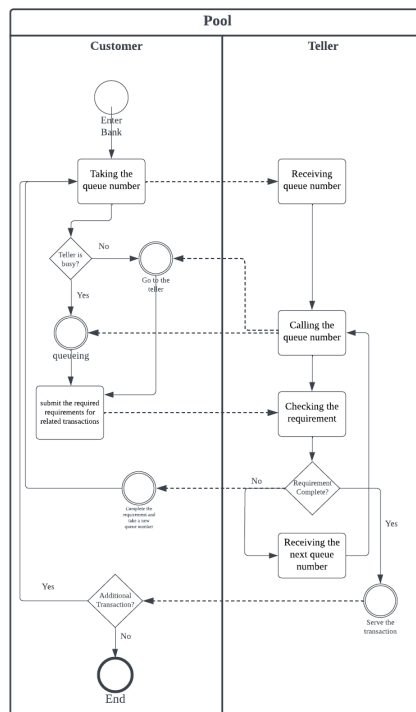 Pool
Customer
Teller
Enter
Bank
Taking the
queue number
Receiving
queue number
Teller is
busy?
No
Go to the
teller
Yes
queueing
Calling the
queue number
submit the required
requirements for
related transactions
Checking the
requirement
Requirement
Complete?
No
Yes
Complete the
requirement and
take a new
queue number
Receiving the
next queue
number
Serve the
transaction
Additional
Transaction?
Yes
No
End